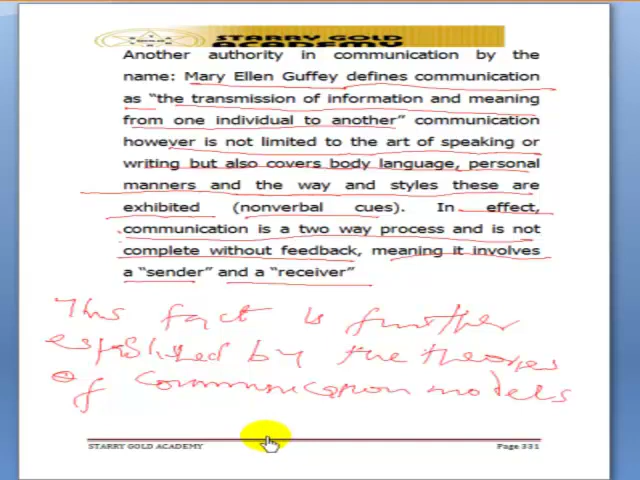 STARRY GOLD
ACADEMY
Another authority in communication by the
name: Mary Ellen Guffey defines communication
as “the transmission of information and meaning
from one individual to another” communication
however is not limited to the art of speaking or
writing but also covers body language, personal
manners and the way and styles these are
exhibited (nonverbal cues). In effect,
communication is a two way process and is not
complete without feedback, meaning it involves
a “sender” and a “receiver”
This fact is further
established by the theories
of communication models
STARRY GOLD ACADEMY Page 331